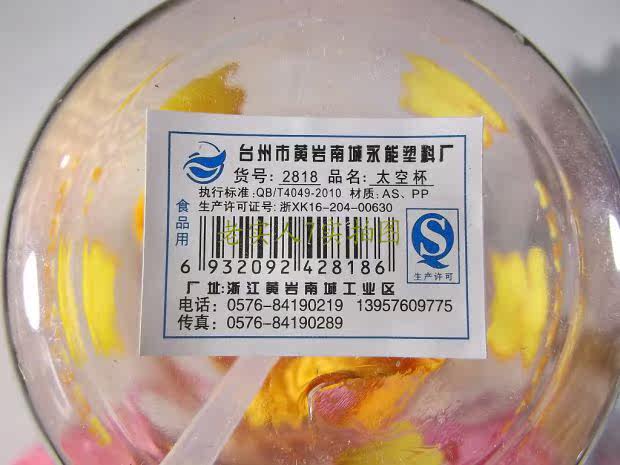 台州市黄岩南城永能塑料厂
货号: 2818 品名: 太空杯
执行标准:QB/T4049-2010 材质:AS、PP
生产许可证号:浙XK16-204-00630
食品用
老实人1实拍图
6 932092 428186
生产许可
厂址:浙江黄岩南城工业区
电话: 0576-84190219 13957609775
传真: 0576-84190289